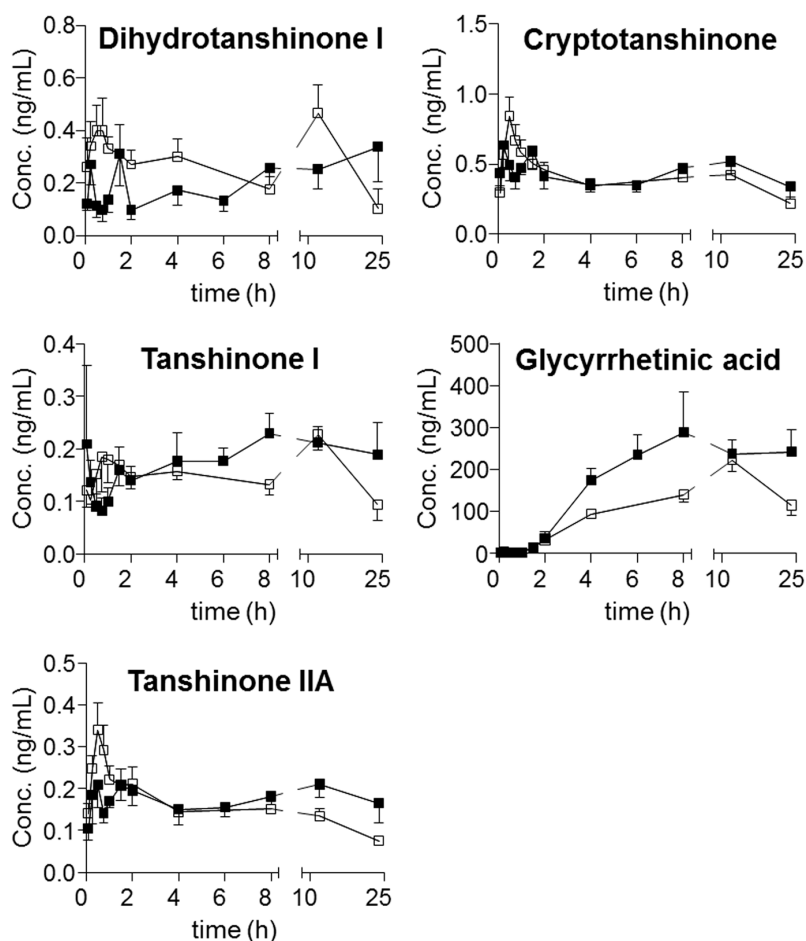 Dihydrotanshinone I
Conc. (ng/mL)
0.8
0.6
0.4
0.2
0.0
0 2 4 6 8 10 25
time (h)
Cryptotanshinone
Conc. (ng/mL)
1.5
1.0
0.5
0.0
0 2 4 6 8 10 25
time (h)
Tanshinone I
Conc. (ng/mL)
0.4
0.3
0.2
0.1
0.0
0 2 4 6 8 10 25
time (h)
Glycyrrhetinic acid
Conc. (ng/mL)
500
400
300
200
100
0
0 2 4 6 8 10 25
time (h)
Tanshinone IIA
Conc. (ng/mL)
0.5
0.4
0.3
0.2
0.1
0.0
0 2 4 6 8 10 25
time (h)